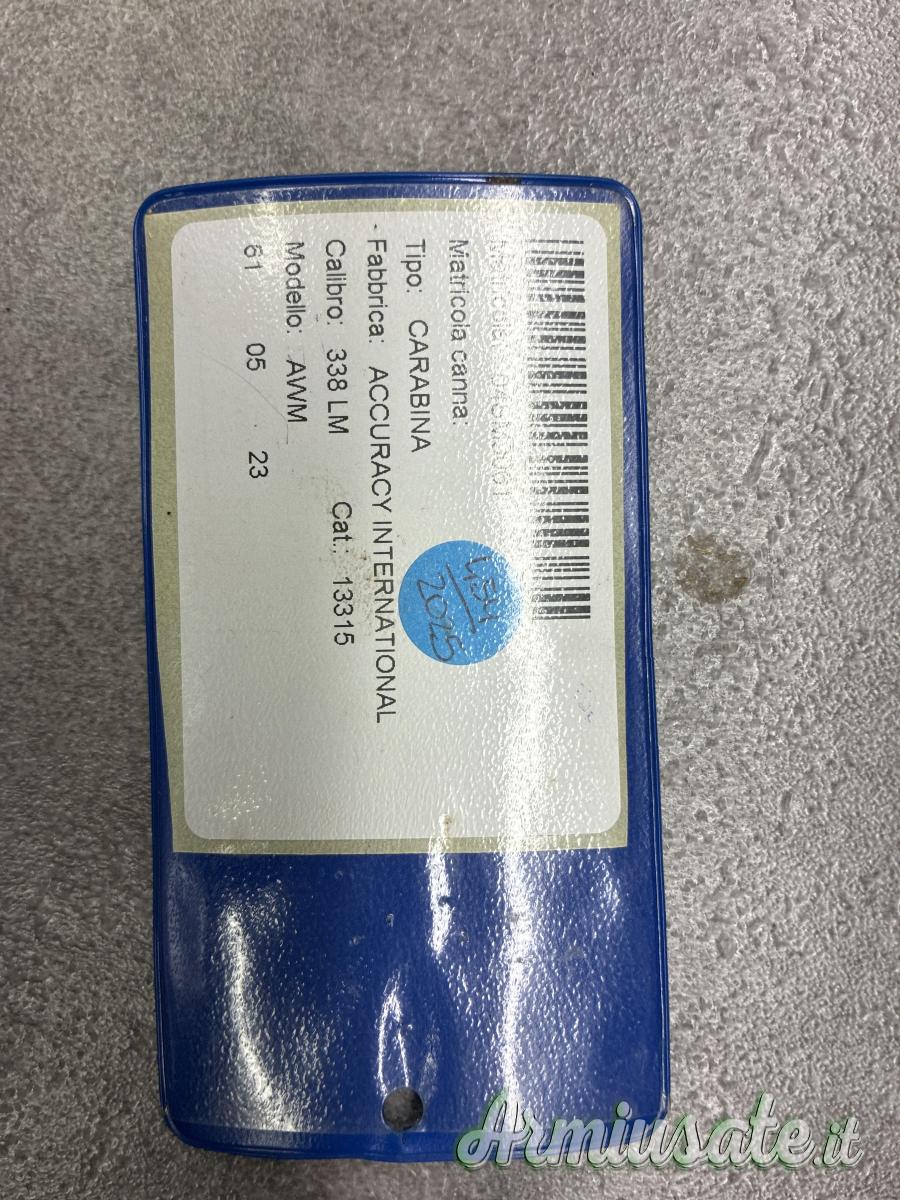 Matricola
Matricola canna:
Tipo: CARABINA
Fabbrica: ACCURACY INTERNATIONAL
Calibro: 338 LM Cat.: 13315
Modello: AWM
61 05 23
2025
Armiusate.it